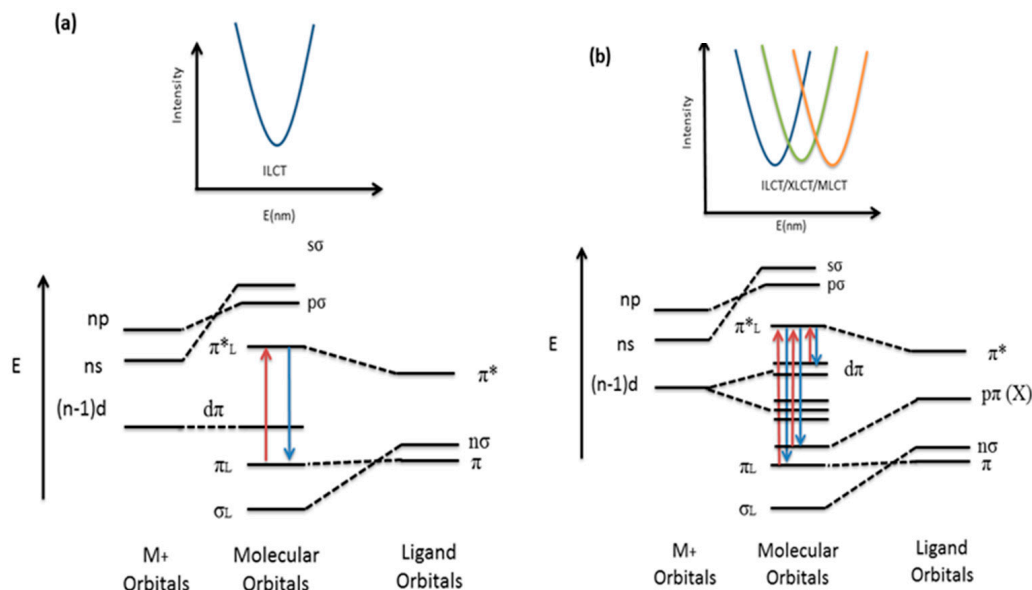 (a)
Intensity
ILCT
E(nm)
sσ
pσ
np
π*L
ns
π*
E
(n-1)d
dπ
nσ
πL
π
σL
M+
Orbitals
Molecular
Orbitals
Ligand
Orbitals
(b)
Intensity
ILCT/XLCT/MLCT
E(nm)
sσ
pσ
np
π*L
ns
π*
E
dπ
(n-1)d
pπ (X)
nσ
πL
π
σL
M+
Orbitals
Molecular
Orbitals
Ligand
Orbitals